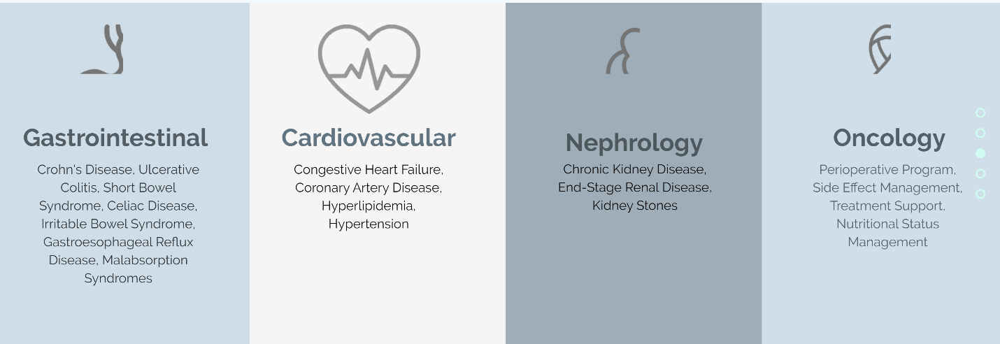 Gastrointestinal
Crohn's Disease, Ulcerative
Colitis, Short Bowel
Syndrome, Celiac Disease,
Irritable Bowel Syndrome,
Gastroesophageal Reflux
Disease, Malabsorption
Syndromes
Cardiovascular
Congestive Heart Failure,
Coronary Artery Disease,
Hyperlipidemia,
Hypertension
Nephrology
Chronic Kidney Disease,
End-Stage Renal Disease,
Kidney Stones
Oncology
Perioperative Program,
Side Effect Management,
Treatment Support,
Nutritional Status
Management